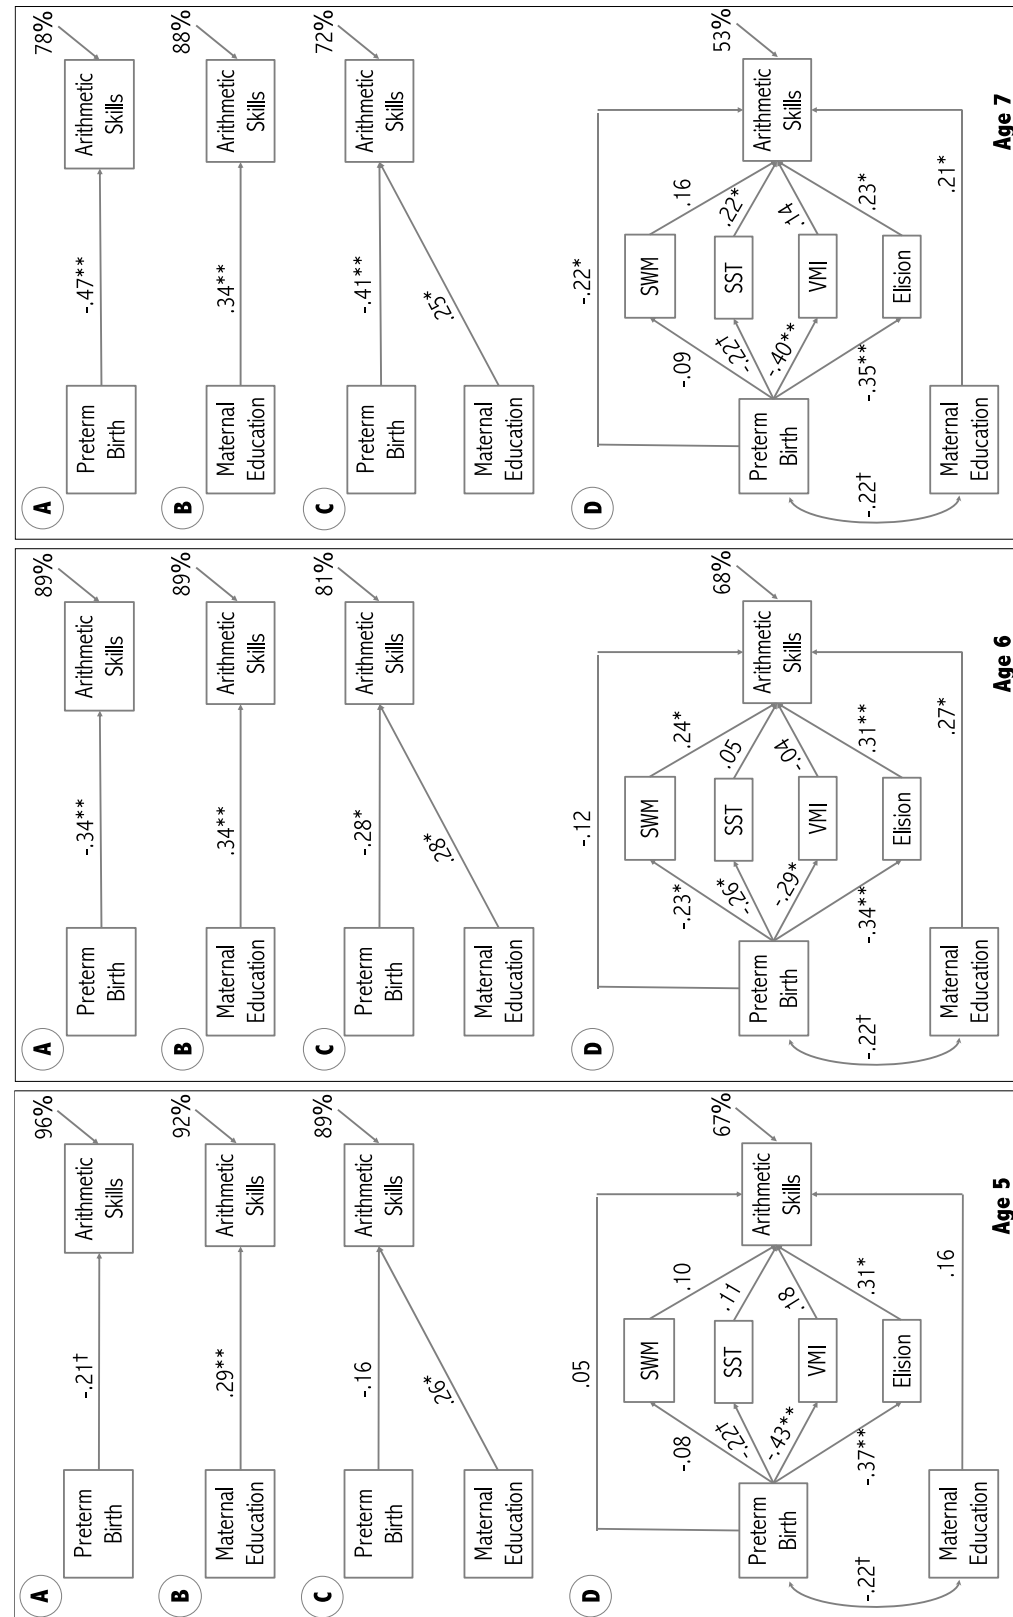 A
Preterm
Birth
-.21†
Arithmetic
Skills
96%
B
Maternal
Education
.29**
Arithmetic
Skills
92%
C
Preterm
Birth
-.16
Arithmetic
Skills
89%
Maternal
Education
.26*
D
.05
Preterm
Birth
-.08
SWM
.10
-.22†
SST
.11
-.43**
VMI
.18
-.37**
Elision
.31*
Arithmetic
Skills
67%
-.22†
Maternal
Education
.16
Age 5
A
Preterm
Birth
-.34**
Arithmetic
Skills
89%
B
Maternal
Education
.34**
Arithmetic
Skills
89%
C
Preterm
Birth
-.28*
Arithmetic
Skills
81%
Maternal
Education
.28*
D
-.12
Preterm
Birth
-.23*
SWM
.24*
-.26*
SST
.05
-.29*
VMI
-.04
-.34**
Elision
.31**
Arithmetic
Skills
68%
-.22†
Maternal
Education
.27*
Age 6
A
Preterm
Birth
-.47**
Arithmetic
Skills
78%
B
Maternal
Education
.34**
Arithmetic
Skills
88%
C
Preterm
Birth
-.41**
Arithmetic
Skills
72%
Maternal
Education
.25*
D
-.22*
Preterm
Birth
-.09
SWM
.16
-.22†
SST
.22*
-.40**
VMI
.14
-.35**
Elision
.23*
Arithmetic
Skills
53%
-.22†
Maternal
Education
.21*
Age 7